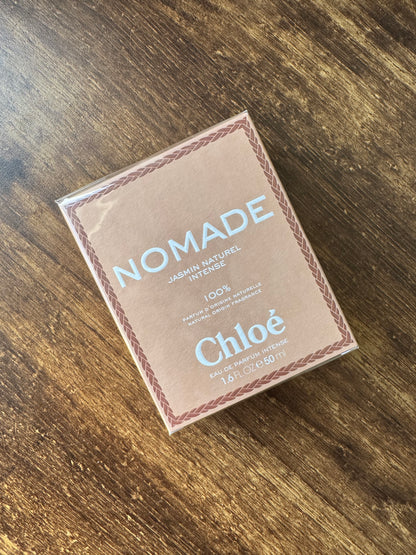 NOMADE
JASMIN NATUREL
INTENSE
100%
PARFUM D'ORIGINE NATURELLE
NATURAL ORIGIN FRAGRANCE
Chloé
EAU DE PARFUM INTENSE
1.6 FL OZ e 50 ml